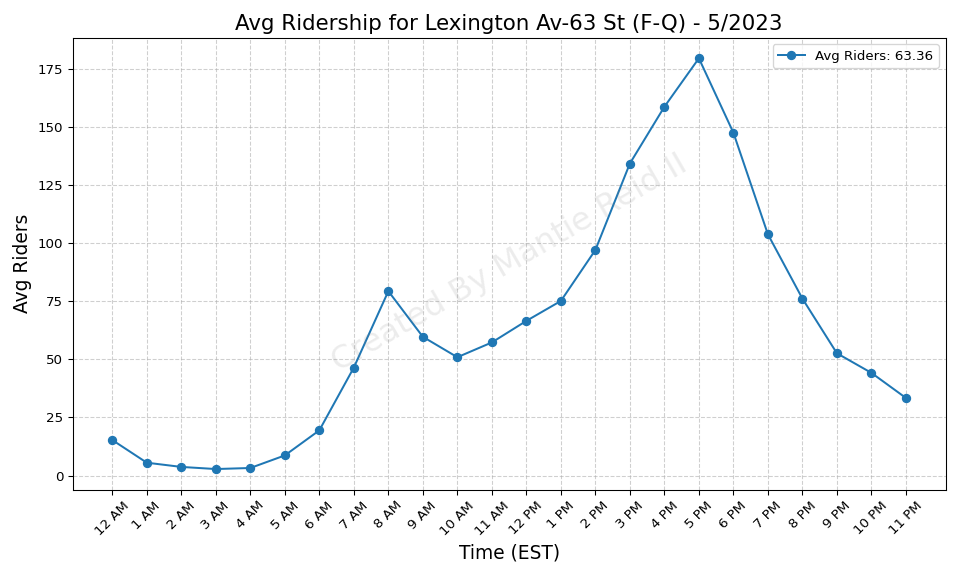 Avg Ridership for Lexington Av-63 St (F-Q) - 5/2023
Avg Riders: 63.36
Avg Riders
175
150
125
100
75
50
25
0
Created By Mantle Reid II
12 AM
1 AM
2 AM
3 AM
4 AM
5 AM
6 AM
7 AM
8 AM
9 AM
10 AM
11 AM
12 PM
1 PM
2 PM
3 PM
4 PM
5 PM
6 PM
7 PM
8 PM
9 PM
10 PM
11 PM
Time (EST)